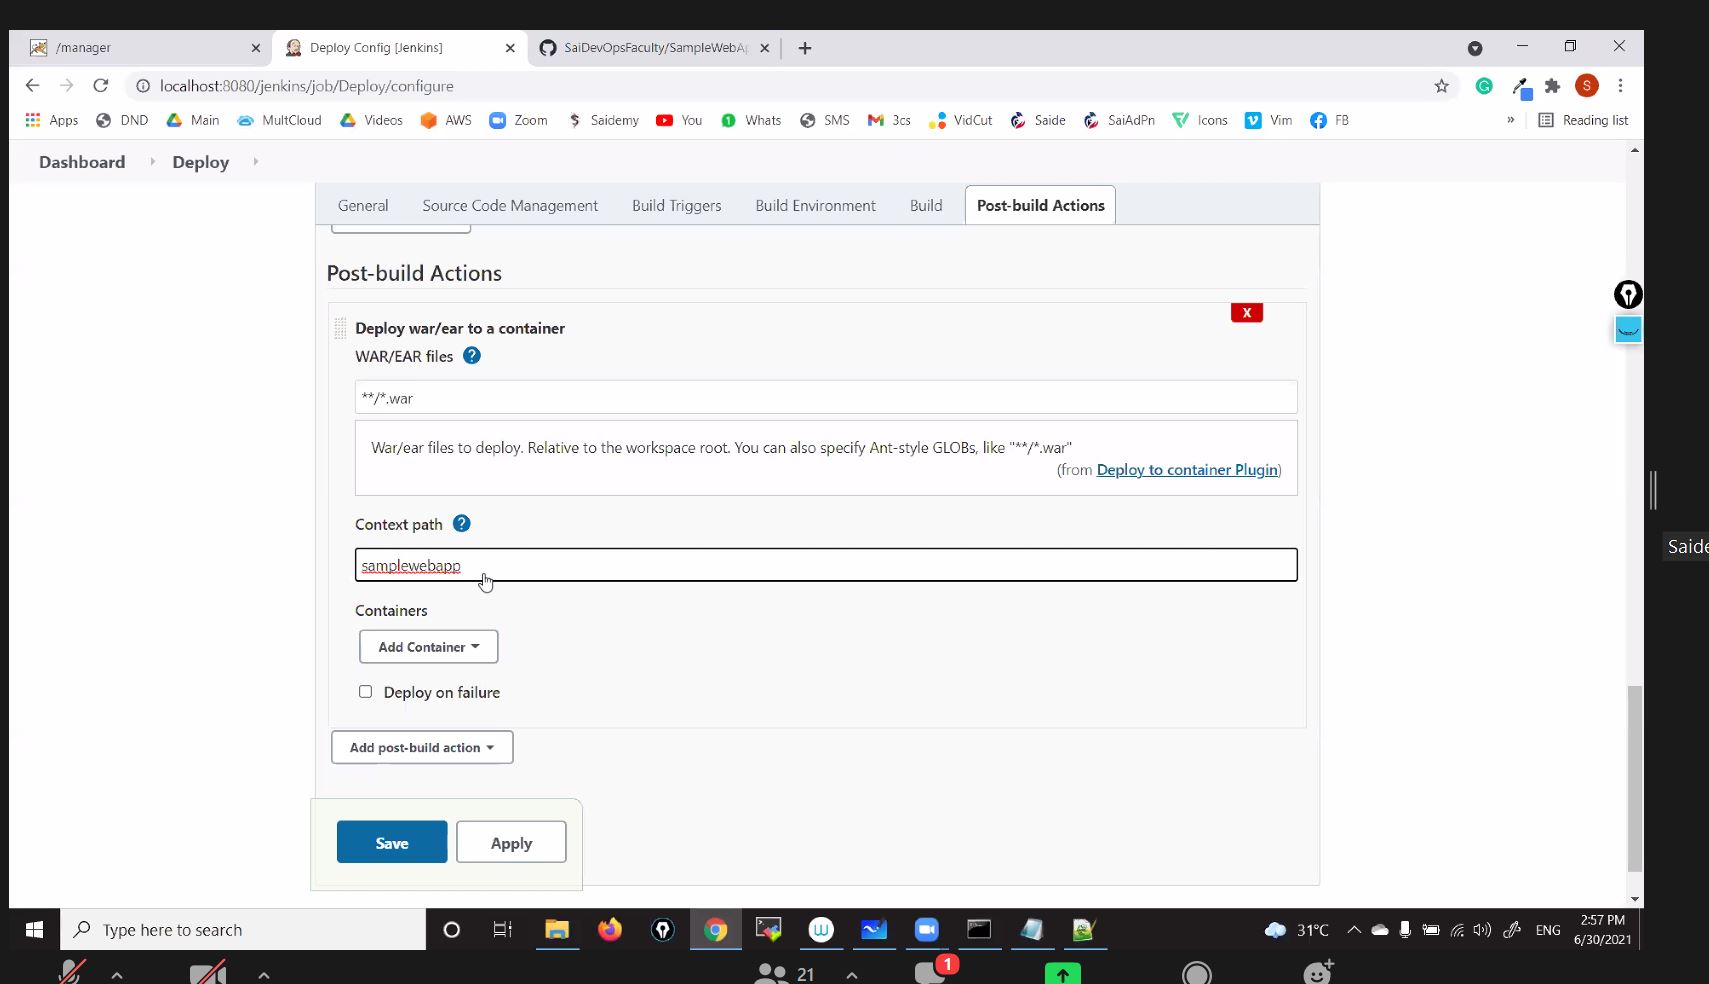 /manager
Deploy Config [Jenkins]
SaiDevOpsFaculty/SampleWebAp
localhost:8080/jenkins/job/Deploy/configure
S
Apps DND Main MultCloud Videos AWS Zoom Saidemy You Whats SMS 3cs VidCut Saide SaiAdPn Icons Vim FB » Reading list
Dashboard Deploy
General Source Code Management Build Triggers Build Environment Build Post-build Actions
Post-build Actions
X
Deploy war/ear to a container
WAR/EAR files ?
**/*.war
War/ear files to deploy. Relative to the workspace root. You can also specify Ant-style GLOBs, like "**/*.war"
(from Deploy to container Plugin)
Context path ?
samplewebapp
Containers
Add Container
Deploy on failure
Add post-build action
Save Apply
Saide
Type here to search
31°C ENG 2:57 PM
6/30/2021
21 1